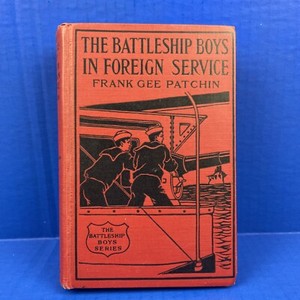 THE BATTLESHIP BOYS
IN FOREIGN SERVICE
FRANK GEE PATCHIN
THE
BATTLESHIP
BOYS
SERIES